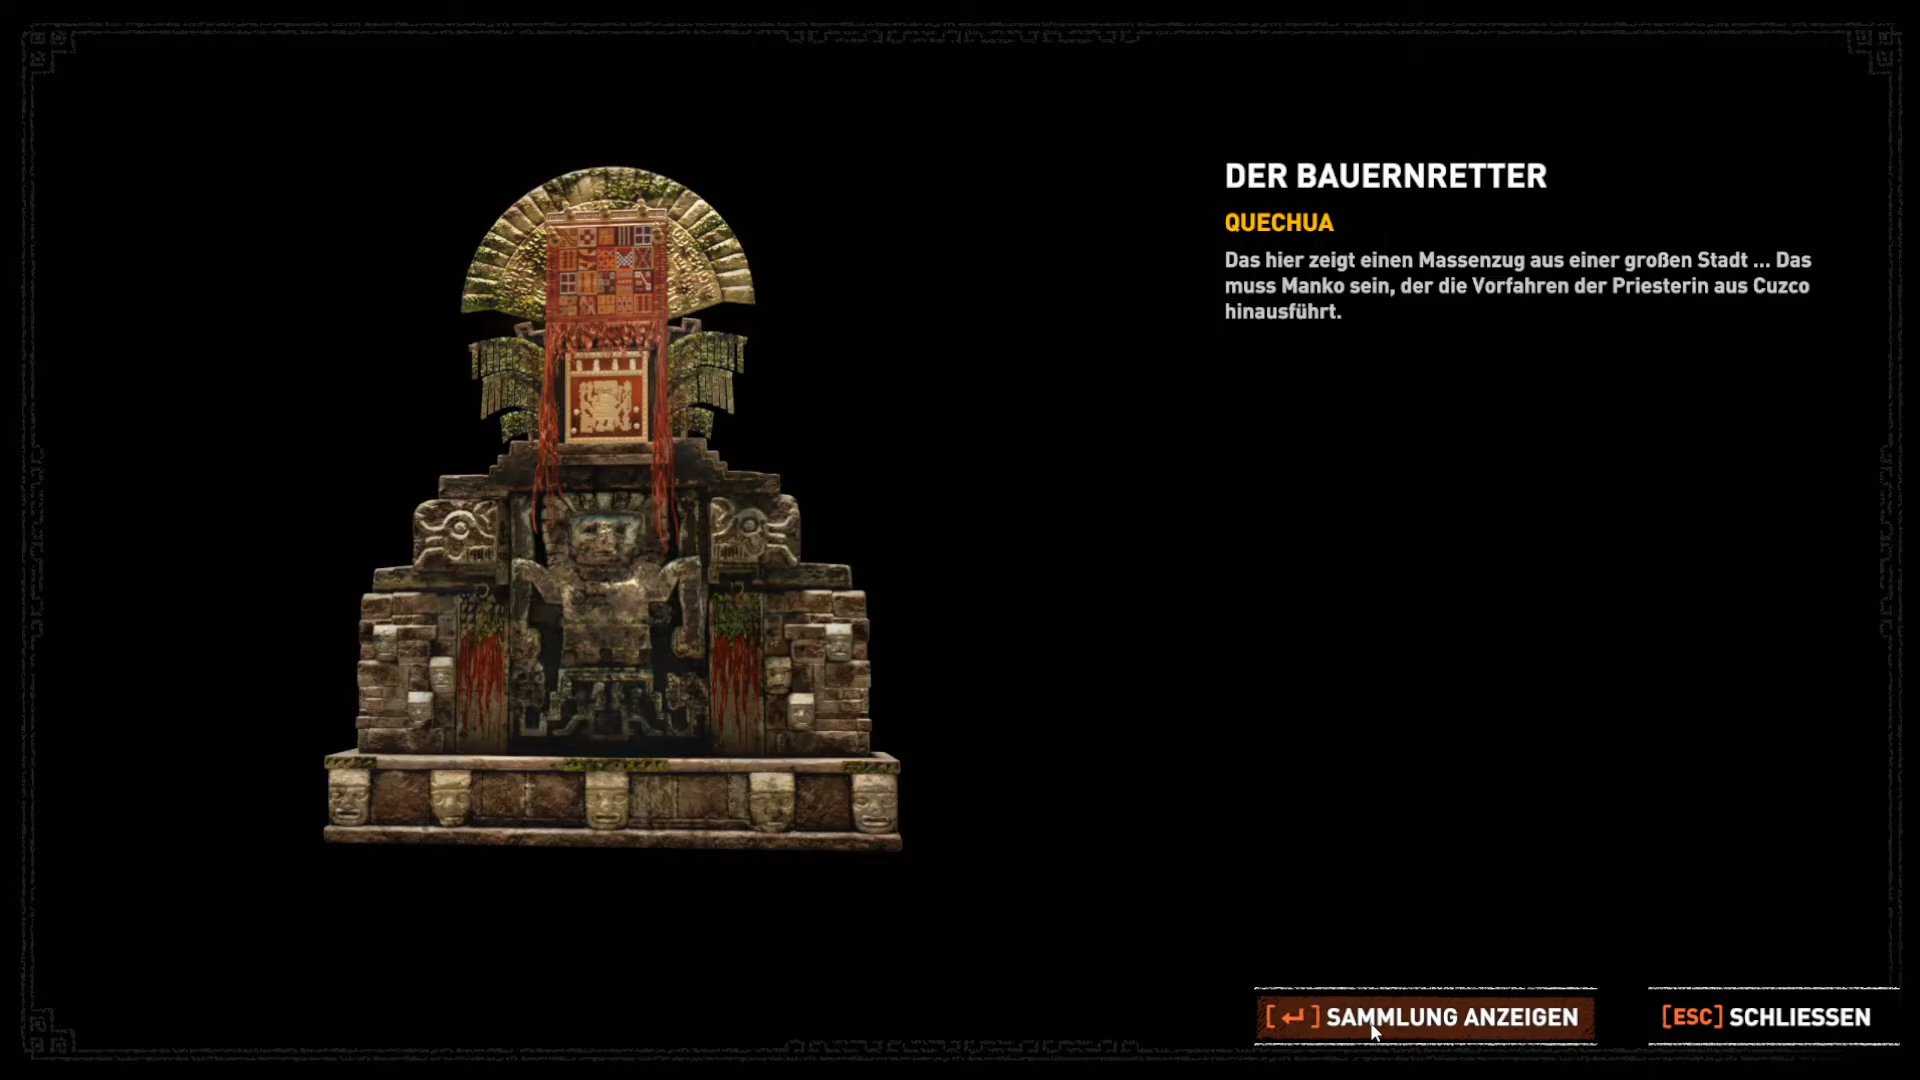 DER BAUERNRETTER
QUECHUA
Das hier zeigt einen Massenzug aus einer großen Stadt ... Das
muss Manko sein, der die Vorfahren der Priesterin aus Cuzco
hinausführt.
[↵] SAMMLUNG ANZEIGEN
[ESC] SCHLIESSEN